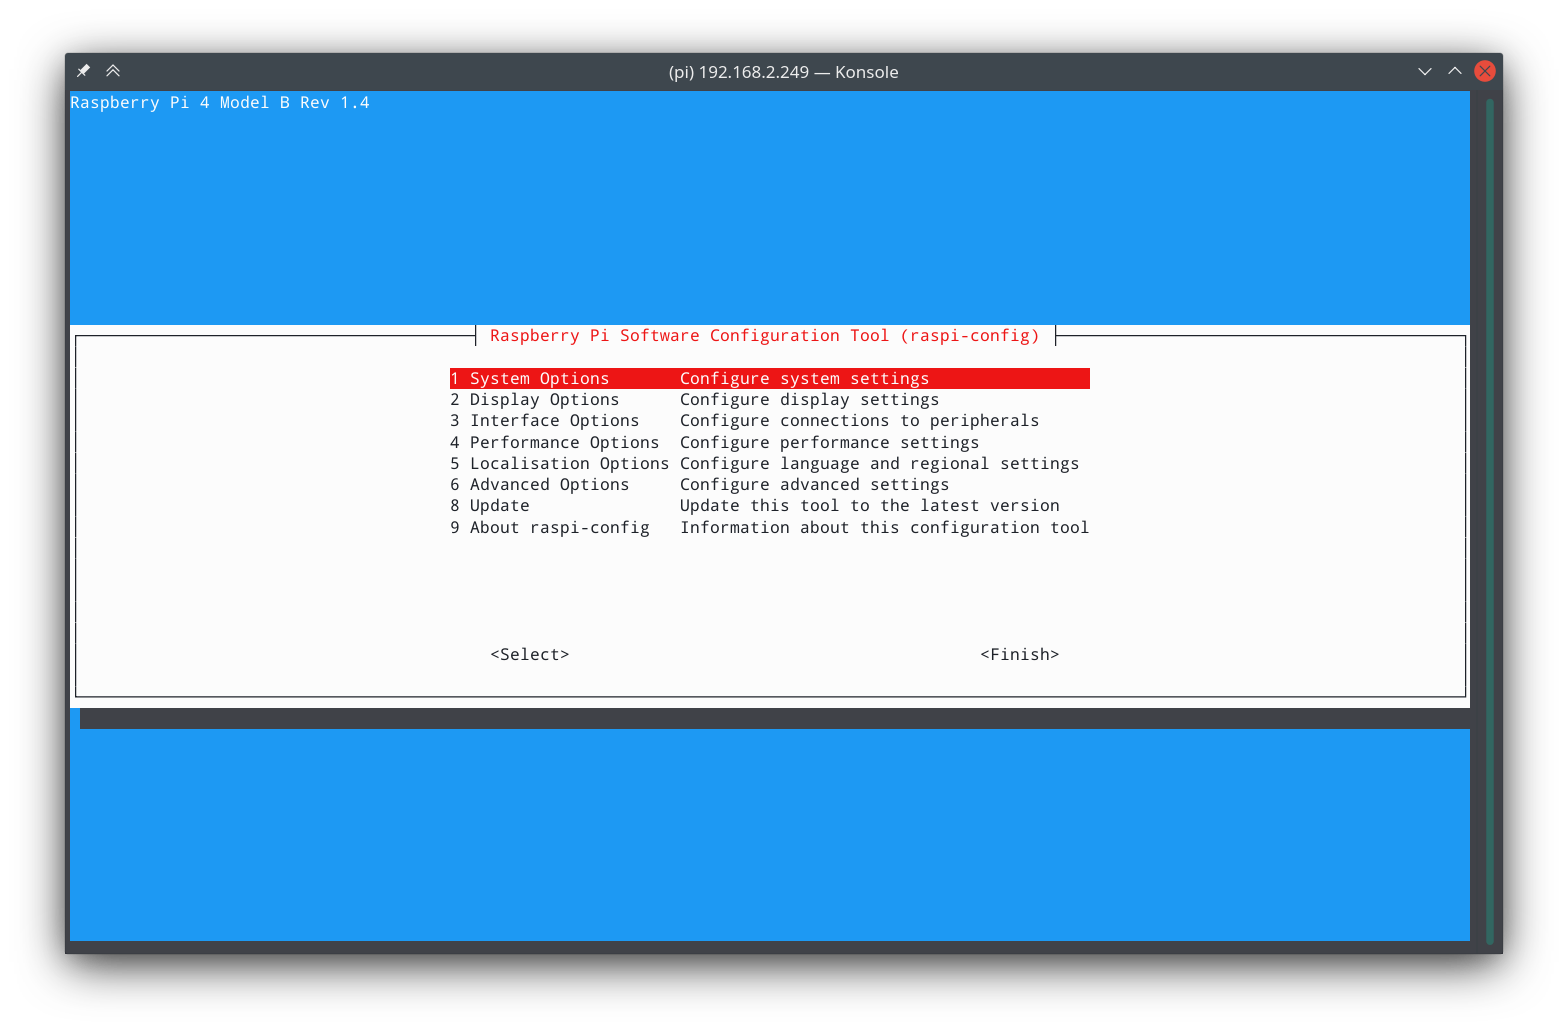 (pi) 192.168.2.249 — Konsole
Raspberry Pi 4 Model B Rev 1.4
Raspberry Pi Software Configuration Tool (raspi-config)
1 System Options Configure system settings
2 Display Options Configure display settings
3 Interface Options Configure connections to peripherals
4 Performance Options Configure performance settings
5 Localisation Options Configure language and regional settings
6 Advanced Options Configure advanced settings
8 Update Update this tool to the latest version
9 About raspi-config Information about this configuration tool
<Select> <Finish>